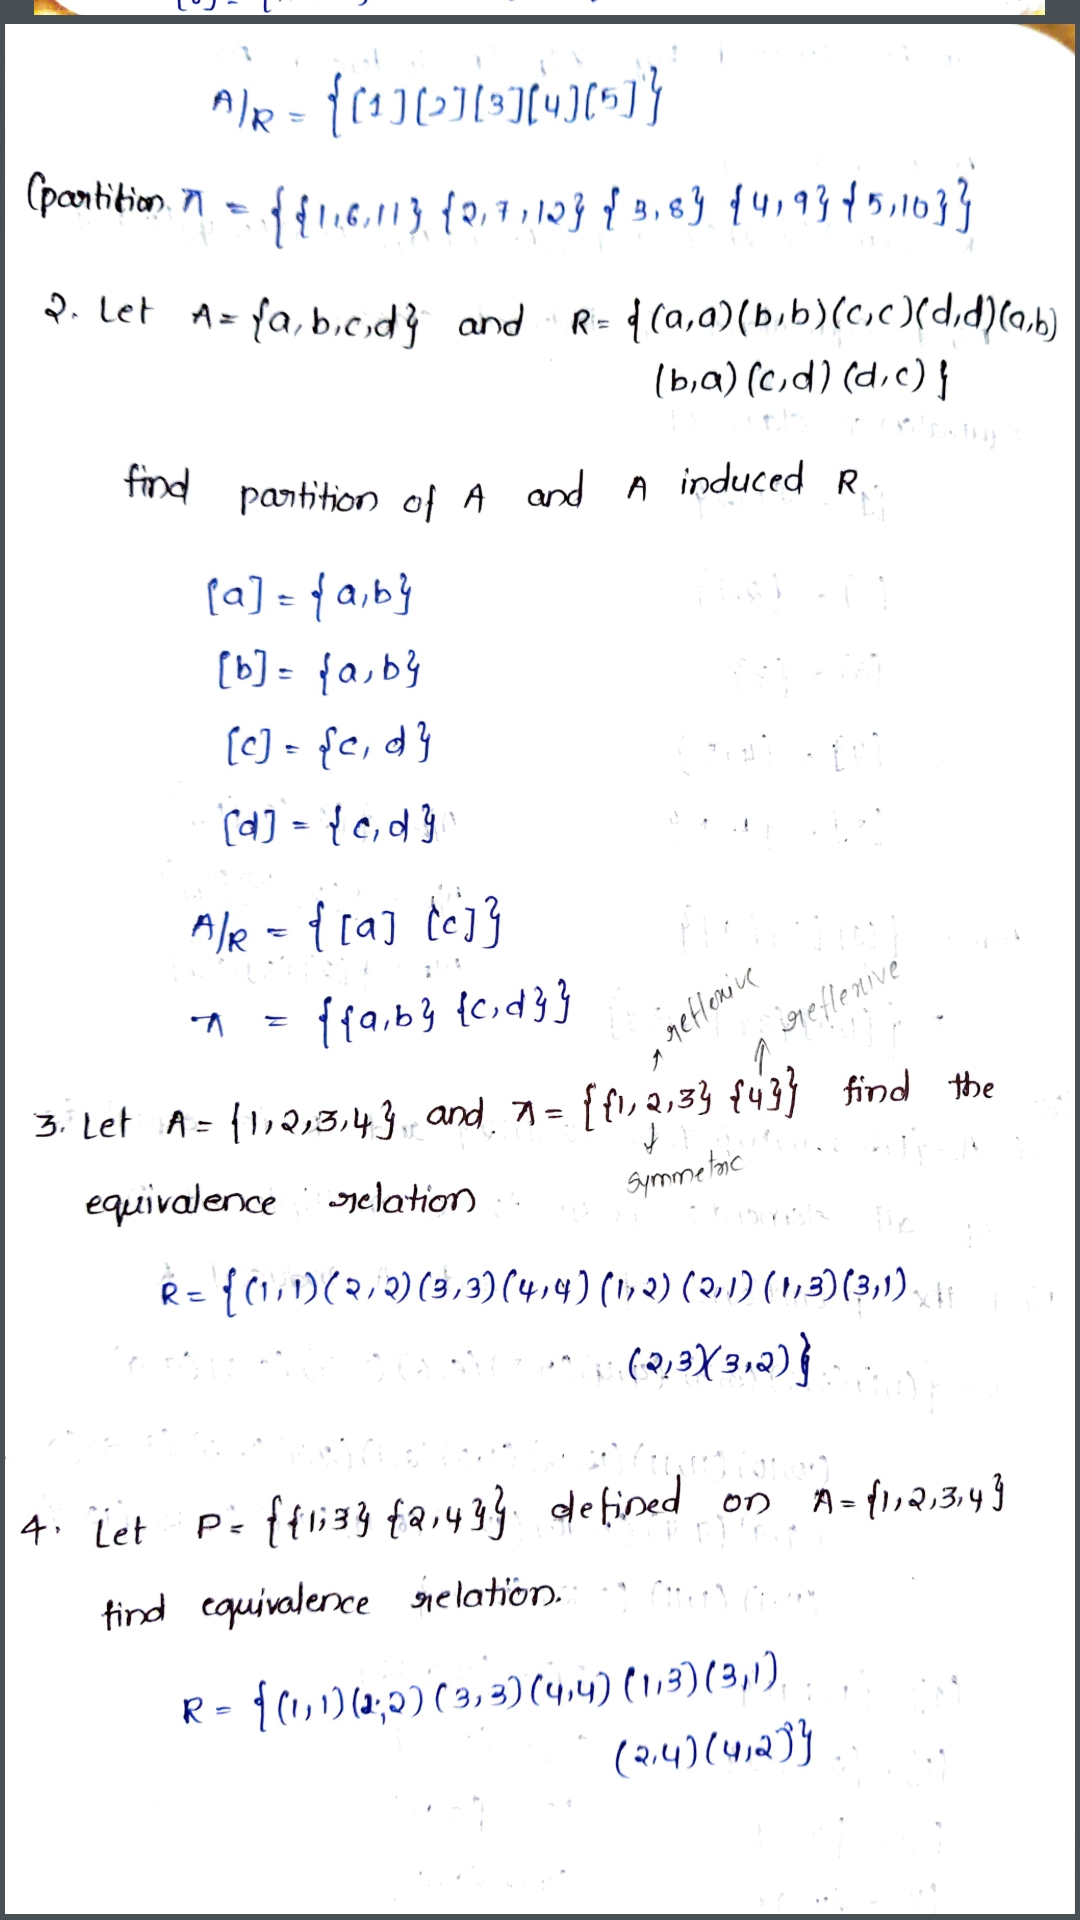 A/R = {[1][2][3][4][5]}
(partition π = {{1,6,11} {2,7,12} {3,8} {4,9} {5,10}}
2. Let A = {a,b,c,d} and R = {(a,a)(b,b)(c,c)(d,d)(a,b)
(b,a)(c,d)(d,c)}
find partition of A and A induced R.
[a] = {a,b}
[b] = {a,b}
[c] = {c,d}
[d] = {c,d}
A/R = {[a] [c]}
π = {{a,b} {c,d}}
reflexive reflexive
3. Let A = {1,2,3,4} and π = {{1,2,3} {4}} find the
symmetric
equivalence relation
R = {(1,1)(2,2)(3,3)(4,4)(1,2)(2,1)(1,3)(3,1)
(2,3)(3,2)}
4. Let P = {{1,3} {2,4}} defined on A = {1,2,3,4}
find equivalence relation.
R = {(1,1)(2,2)(3,3)(4,4)(1,3)(3,1)
(2,4)(4,2)}